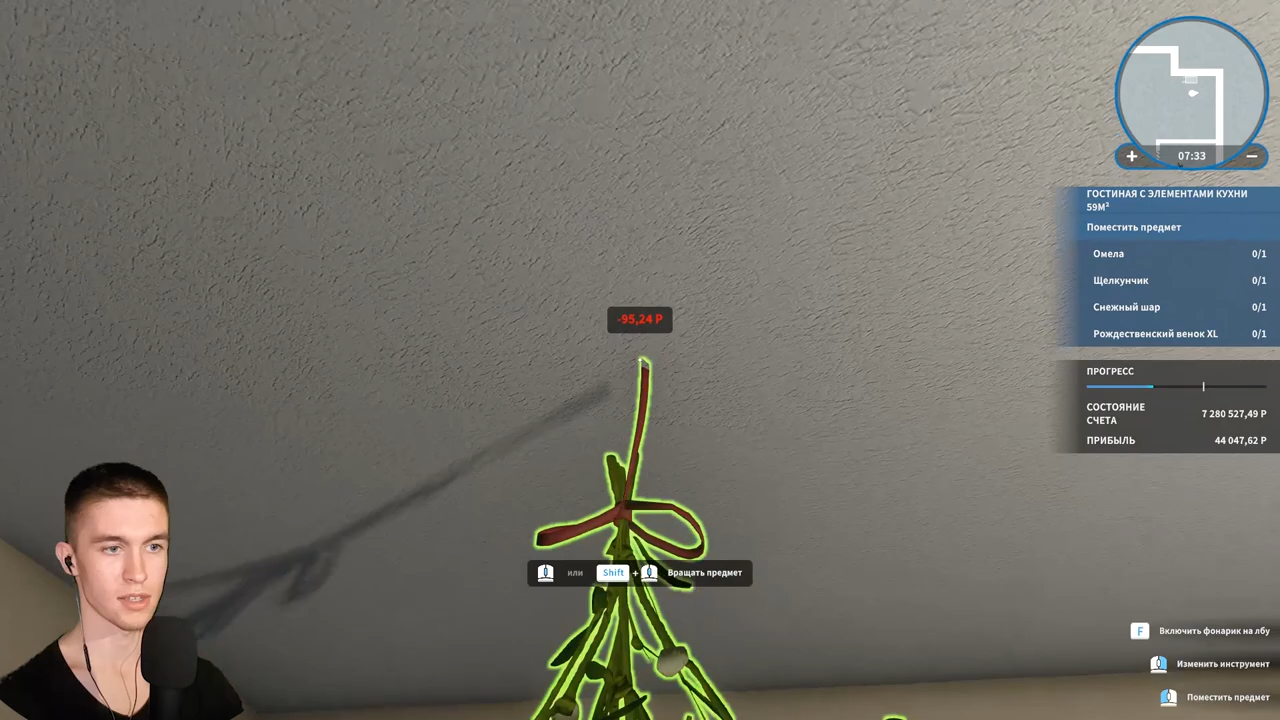 07:33
ГОСТИНАЯ С ЭЛЕМЕНТАМИ КУХНИ
59М²
Поместить предмет
Омела 0/1
Щелкунчик 0/1
Снежный шар 0/1
Рождественский венок XL 0/1
-95,24 Р
ПРОГРЕСС
СОСТОЯНИЕ
СЧЕТА 7 280 527,49 Р
ПРИБЫЛЬ 44 047,62 Р
или Shift + Вращать предмет
F Включить фонарик на лбу
Изменить инструмент
Поместить предмет